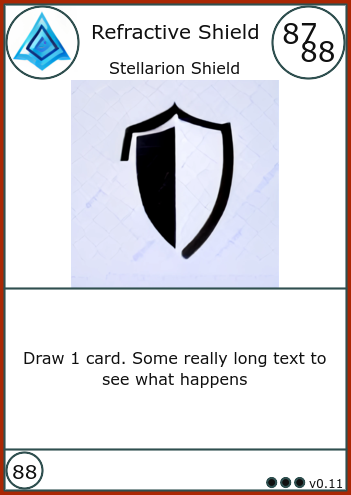 Refractive Shield
87
88
Stellarion Shield
Draw 1 card. Some really long text to
see what happens
88
v0.11